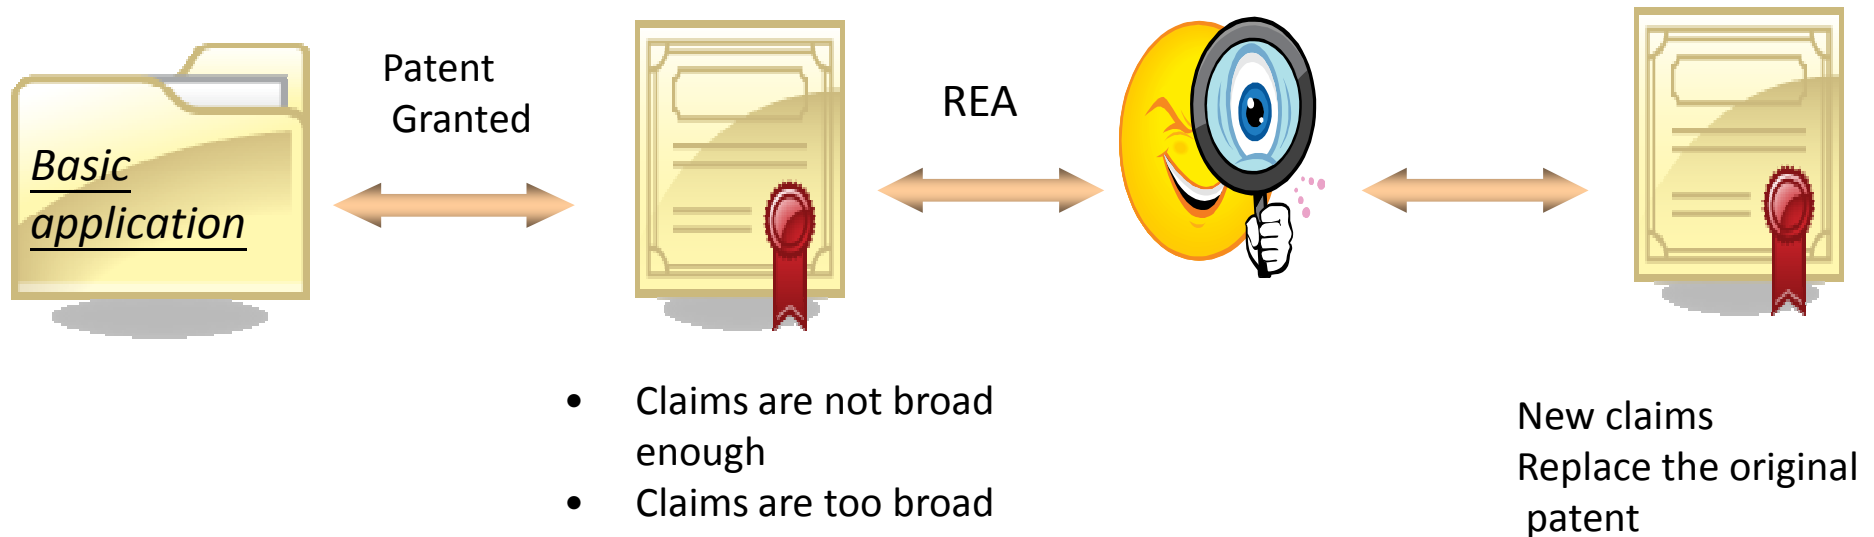 Basic
application
Patent
Granted
REA
• Claims are not broad
enough
• Claims are too broad
New claims
Replace the original
patent